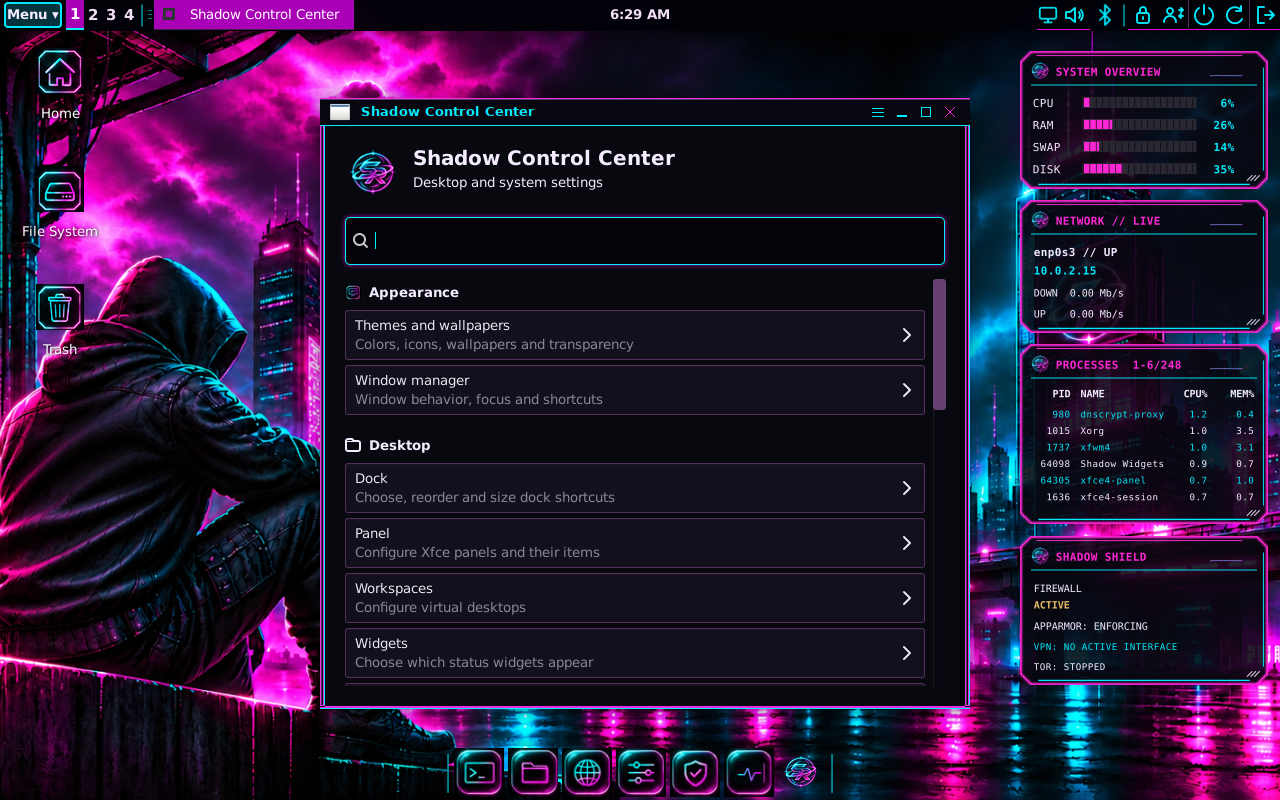 Menu ▾ 1 2 3 4 Shadow Control Center 6:29 AM
Home
File System
Trash
Shadow Control Center
Shadow Control Center
Desktop and system settings
Appearance
Themes and wallpapers
Colors, icons, wallpapers and transparency
Window manager
Window behavior, focus and shortcuts
Desktop
Dock
Choose, reorder and size dock shortcuts
Panel
Configure Xfce panels and their items
Workspaces
Configure virtual desktops
Widgets
Choose which status widgets appear
SYSTEM OVERVIEW
CPU 6%
RAM 26%
SWAP 14%
DISK 35%
NETWORK // LIVE
enp0s3 // UP
10.0.2.15
DOWN 0.00 Mb/s
UP 0.00 Mb/s
PROCESSES 1-6/248
PID NAME CPU% MEM%
980 dnscrypt-proxy 1.2 0.4
1015 Xorg 1.0 3.5
1737 xfwm4 1.0 3.1
64098 Shadow Widgets 0.9 0.7
64305 xfce4-panel 0.7 1.0
1636 xfce4-session 0.7 0.7
SHADOW SHIELD
FIREWALL
ACTIVE
APPARMOR: ENFORCING
VPN: NO ACTIVE INTERFACE
TOR: STOPPED